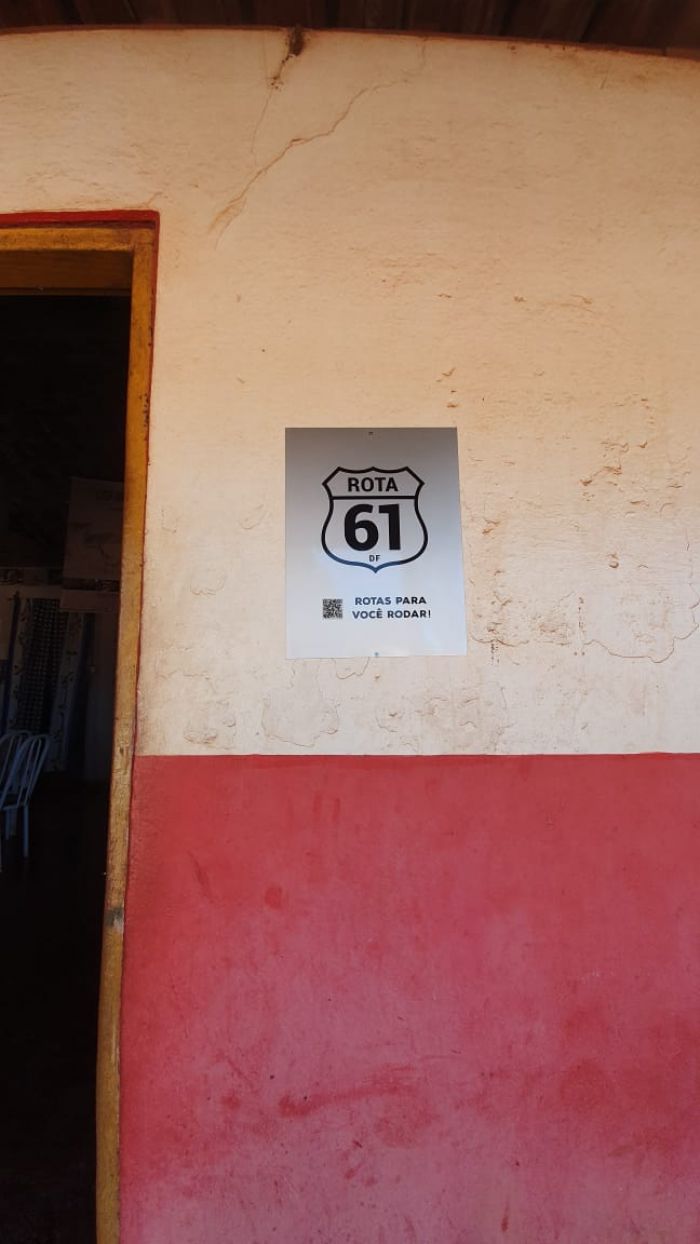 ROTA
61
DF
ROTAS PARA
VOCÊ RODAR!